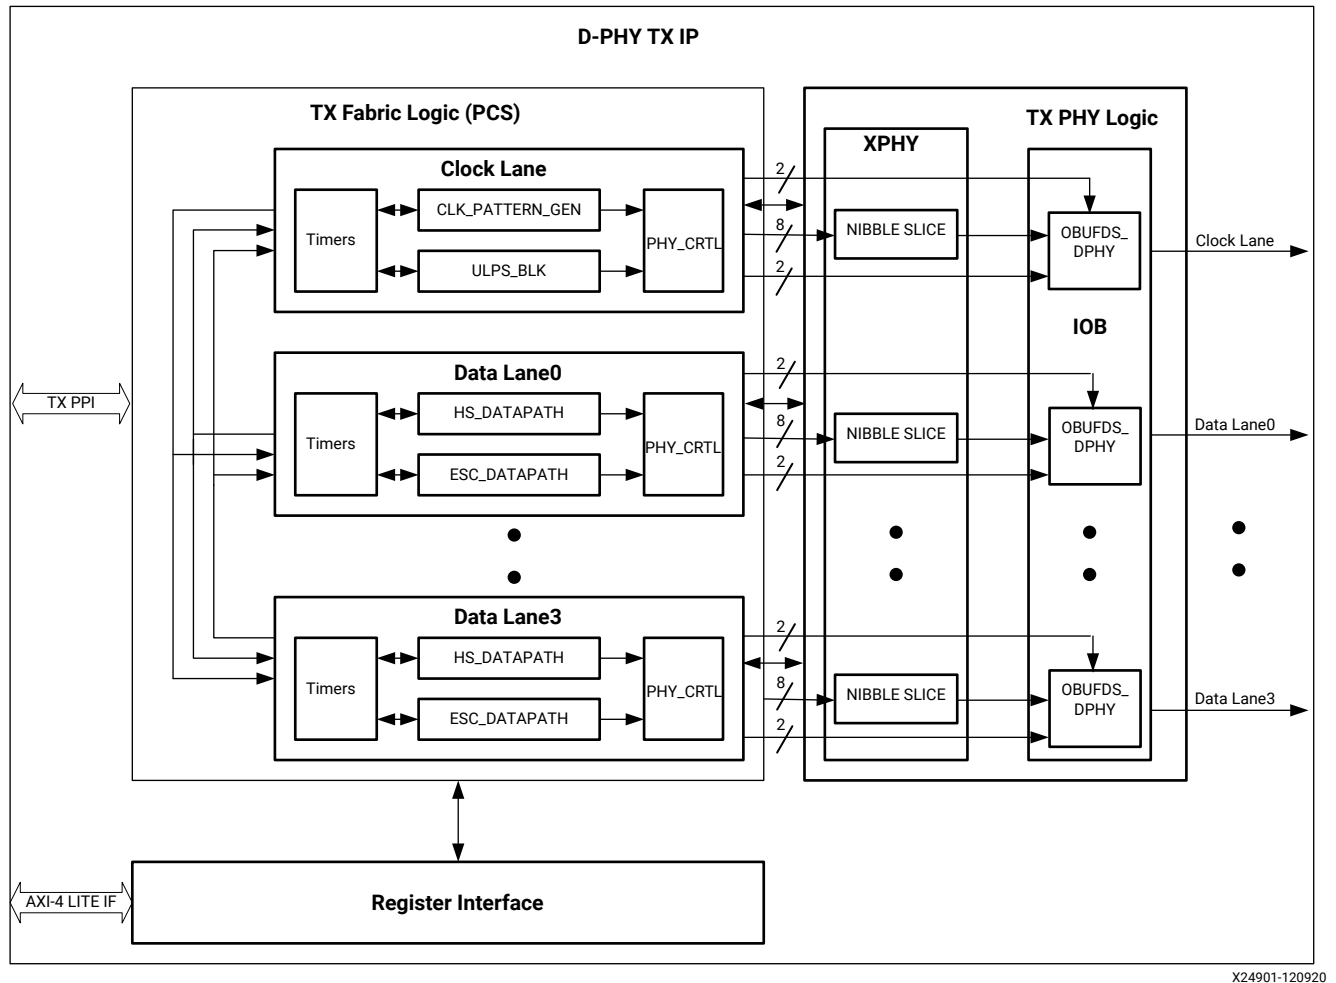 D-PHY TX IP
TX Fabric Logic (PCS)
TX PHY Logic
XPHY
Clock Lane
Timers
CLK_PATTERN_GEN
ULPS_BLK
PHY_CRTL
2
8
2
NIBBLE SLICE
OBUFDS_
DPHY
Clock Lane
IOB
TX PPI
Data Lane0
Timers
HS_DATAPATH
ESC_DATAPATH
PHY_CRTL
2
8
2
NIBBLE SLICE
OBUFDS_
DPHY
Data Lane0
Data Lane3
Timers
HS_DATAPATH
ESC_DATAPATH
PHY_CRTL
2
8
2
NIBBLE SLICE
OBUFDS_
DPHY
Data Lane3
AXI-4 LITE IF
Register Interface
X24901-120920